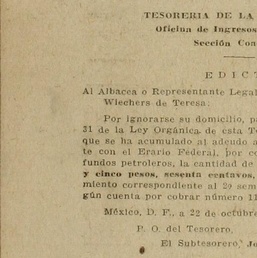 TESORERIA DE LA
Oficina de Ingresos
Sección Con
EDICT
Al Albacea o Representante Legal
Wiechers de Teresa.
Por ignorarse su domicilio, p
31 de la Ley Orgánica de esta T
que se ha acumulado al adeudo a
te con el Erario Federal, por co
fundos petroleros, la cantidad de
y cinco pesos, sesenta centavos,
miento correspondiente al 2o sem
gún cuenta por cobrar número 11
México, D. F., a 22 de octubre
P. O. del Tesorero,
El Subtesorero, J